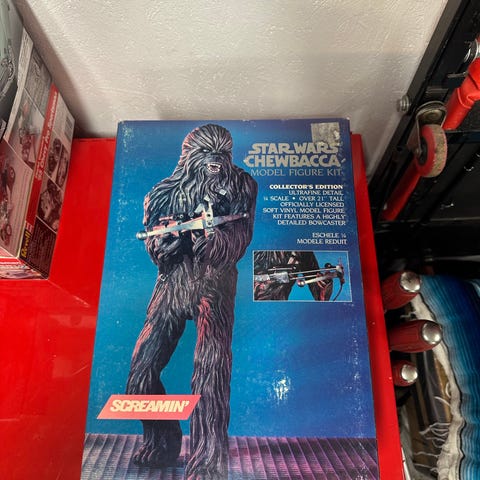 STAR WARS
CHEWBACCA
MODEL FIGURE KIT
COLLECTOR'S EDITION
ULTRAFINE DETAIL
¼ SCALE • OVER 21" TALL
OFFICIALLY LICENSED
SOFT VINYL MODEL FIGURE
KIT FEATURES A HIGHLY
DETAILED BOWCASTER
ESCHELE ¼
MODELE REDUIT
SCREAMIN'